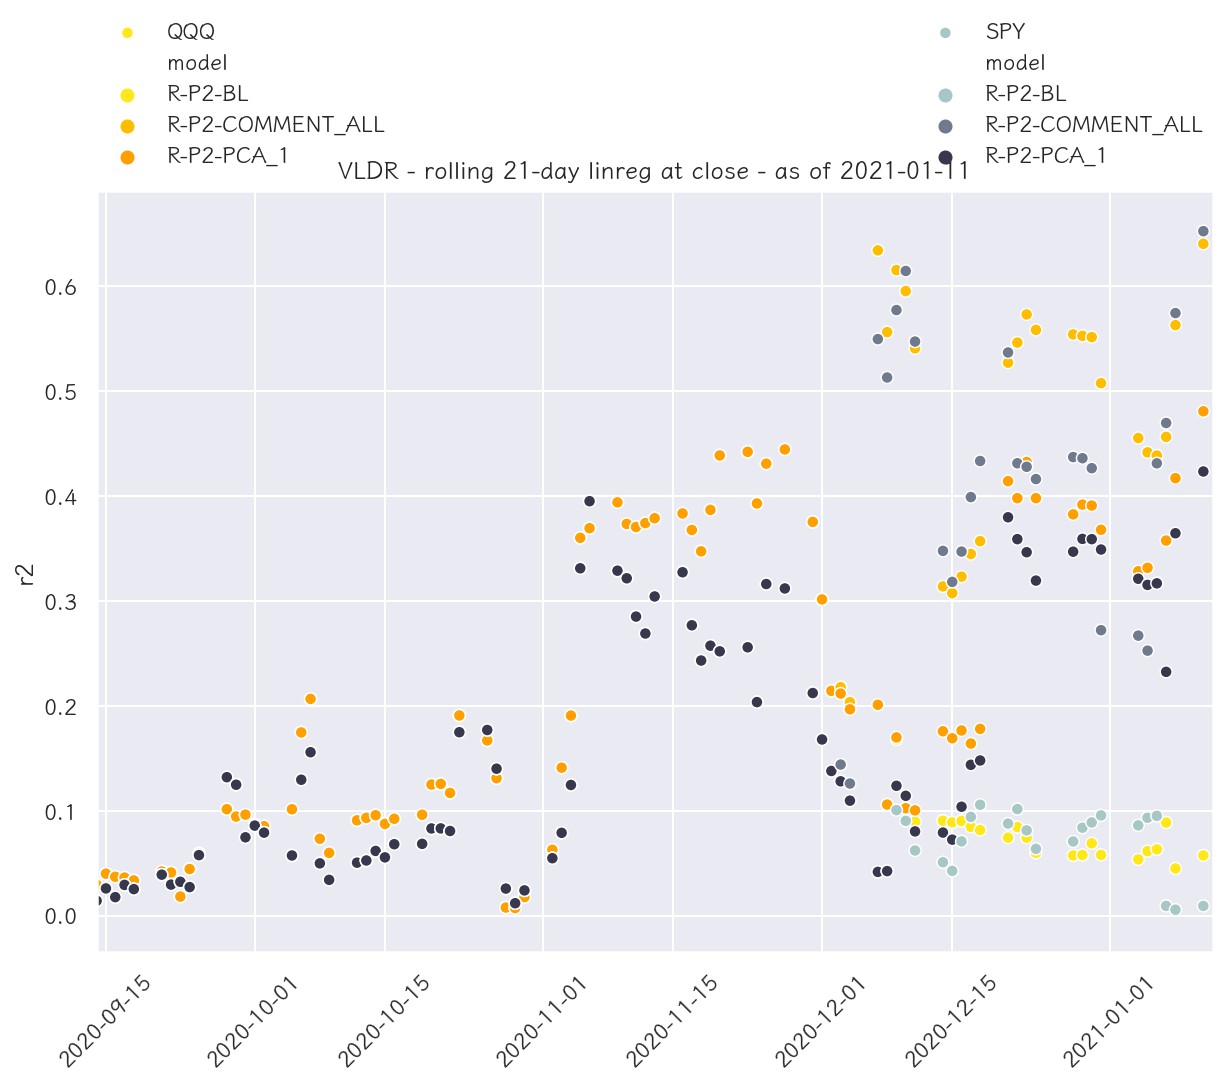 QQQ
model
R-P2-BL
R-P2-COMMENT_ALL
R-P2-PCA_1
SPY
model
R-P2-BL
R-P2-COMMENT_ALL
R-P2-PCA_1
VLDR - rolling 21-day linreg at close - as of 2021-01-11
r2
0.6
0.5
0.4
0.3
0.2
0.1
0.0
2020-09-15
2020-10-01
2020-10-15
2020-11-01
2020-11-15
2020-12-01
2020-12-15
2021-01-01